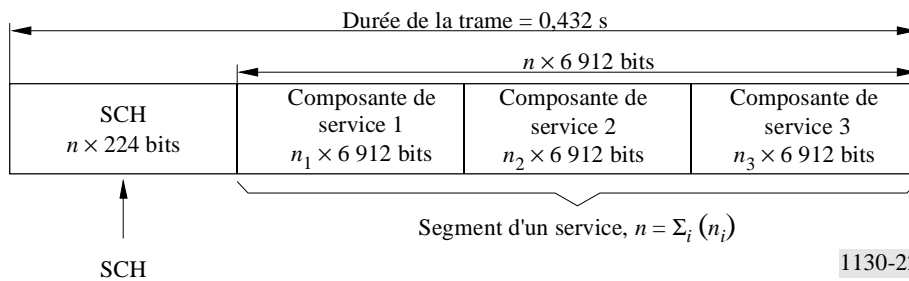 Durée de la trame = 0,432 s
n × 6 912 bits
SCH
n × 224 bits
Composante de
service 1
n₁ × 6 912 bits
Composante de
service 2
n₂ × 6 912 bits
Composante de
service 3
n₃ × 6 912 bits
Segment d'un service, n = Σᵢ (nᵢ)
SCH